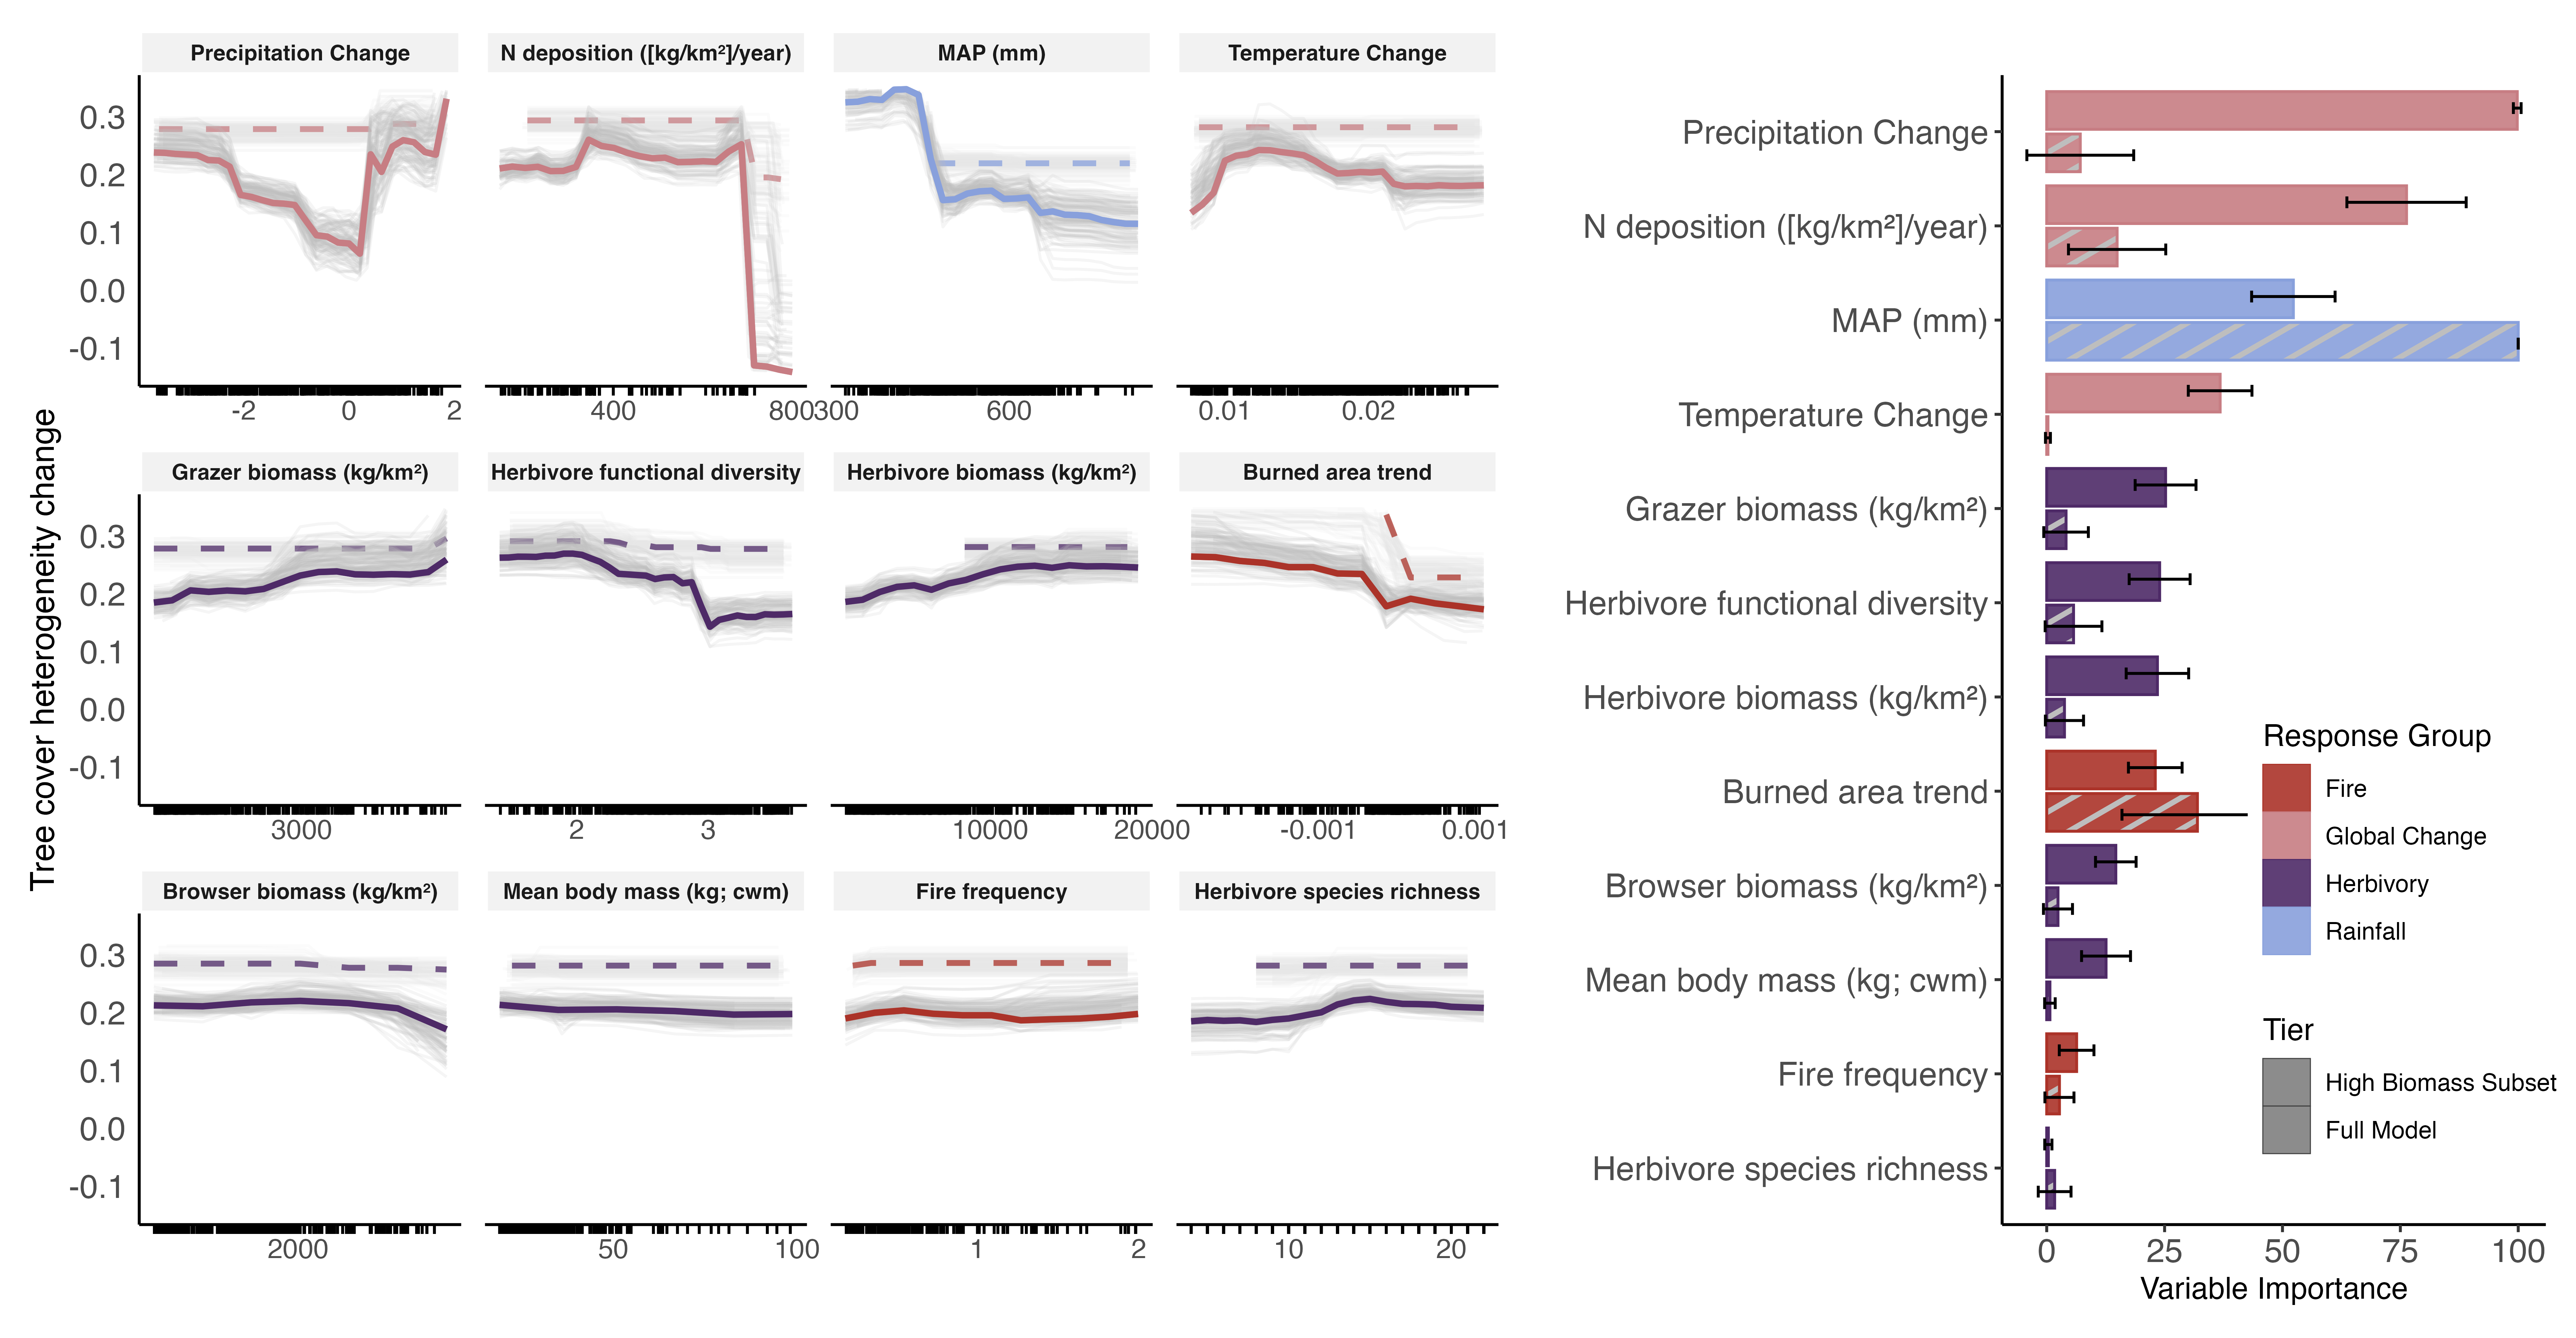 Precipitation Change
N deposition ([kg/km²]/year)
MAP (mm)
Temperature Change
0.3
0.2
0.1
0.0
-0.1
-2 0 2
400 800
300 600
0.01 0.02
Tree cover heterogeneity change
Grazer biomass (kg/km²)
Herbivore functional diversity
Herbivore biomass (kg/km²)
Burned area trend
0.3
0.2
0.1
0.0
-0.1
3000
2 3
10000 20000
-0.001 0.001
Browser biomass (kg/km²)
Mean body mass (kg; cwm)
Fire frequency
Herbivore species richness
0.3
0.2
0.1
0.0
-0.1
2000
50 100
1 2
10 20
Precipitation Change
N deposition ([kg/km²]/year)
MAP (mm)
Temperature Change
Grazer biomass (kg/km²)
Herbivore functional diversity
Herbivore biomass (kg/km²)
Burned area trend
Browser biomass (kg/km²)
Mean body mass (kg; cwm)
Fire frequency
Herbivore species richness
0 25 50 75 100
Variable Importance
Response Group
Fire
Global Change
Herbivory
Rainfall
Tier
High Biomass Subset
Full Model